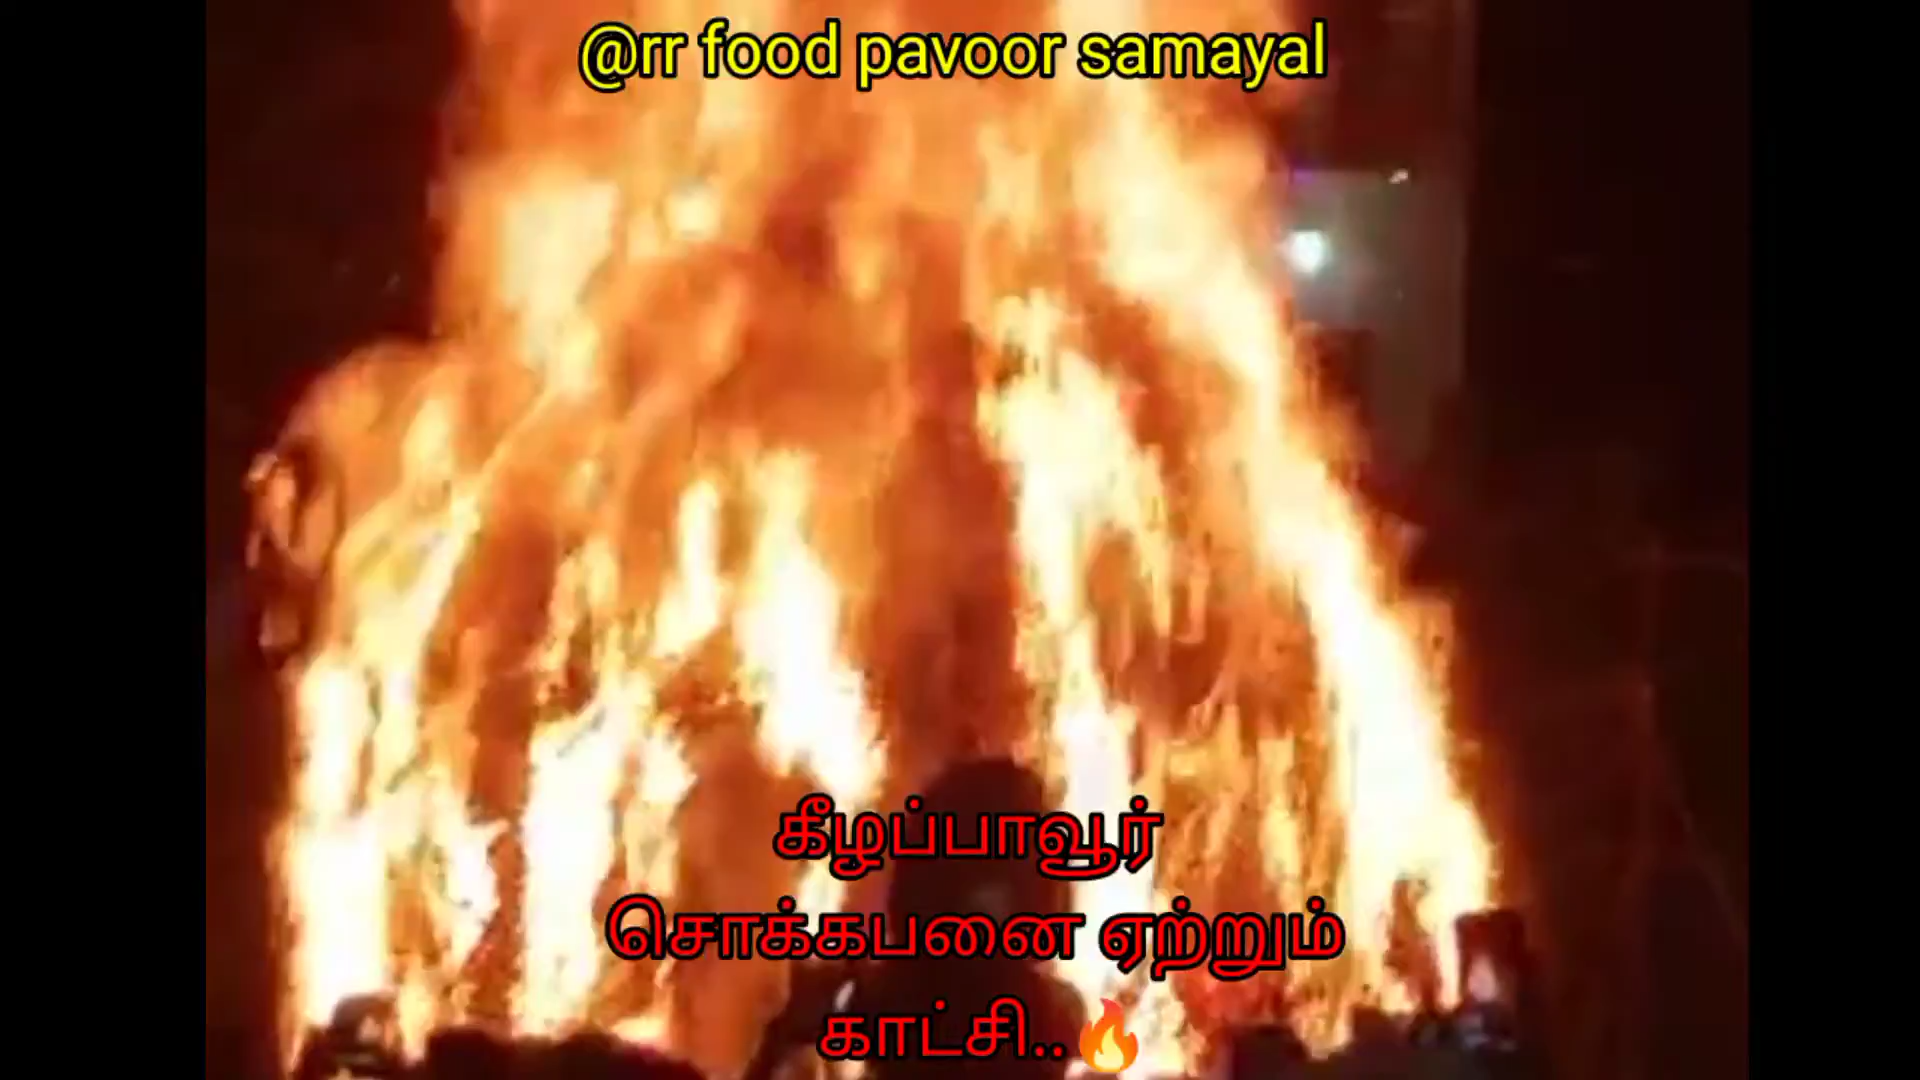 @rr food pavoor samayal
கீழப்பாவூர்
சொக்கபனை ஏற்றும்
காட்சி..🔥